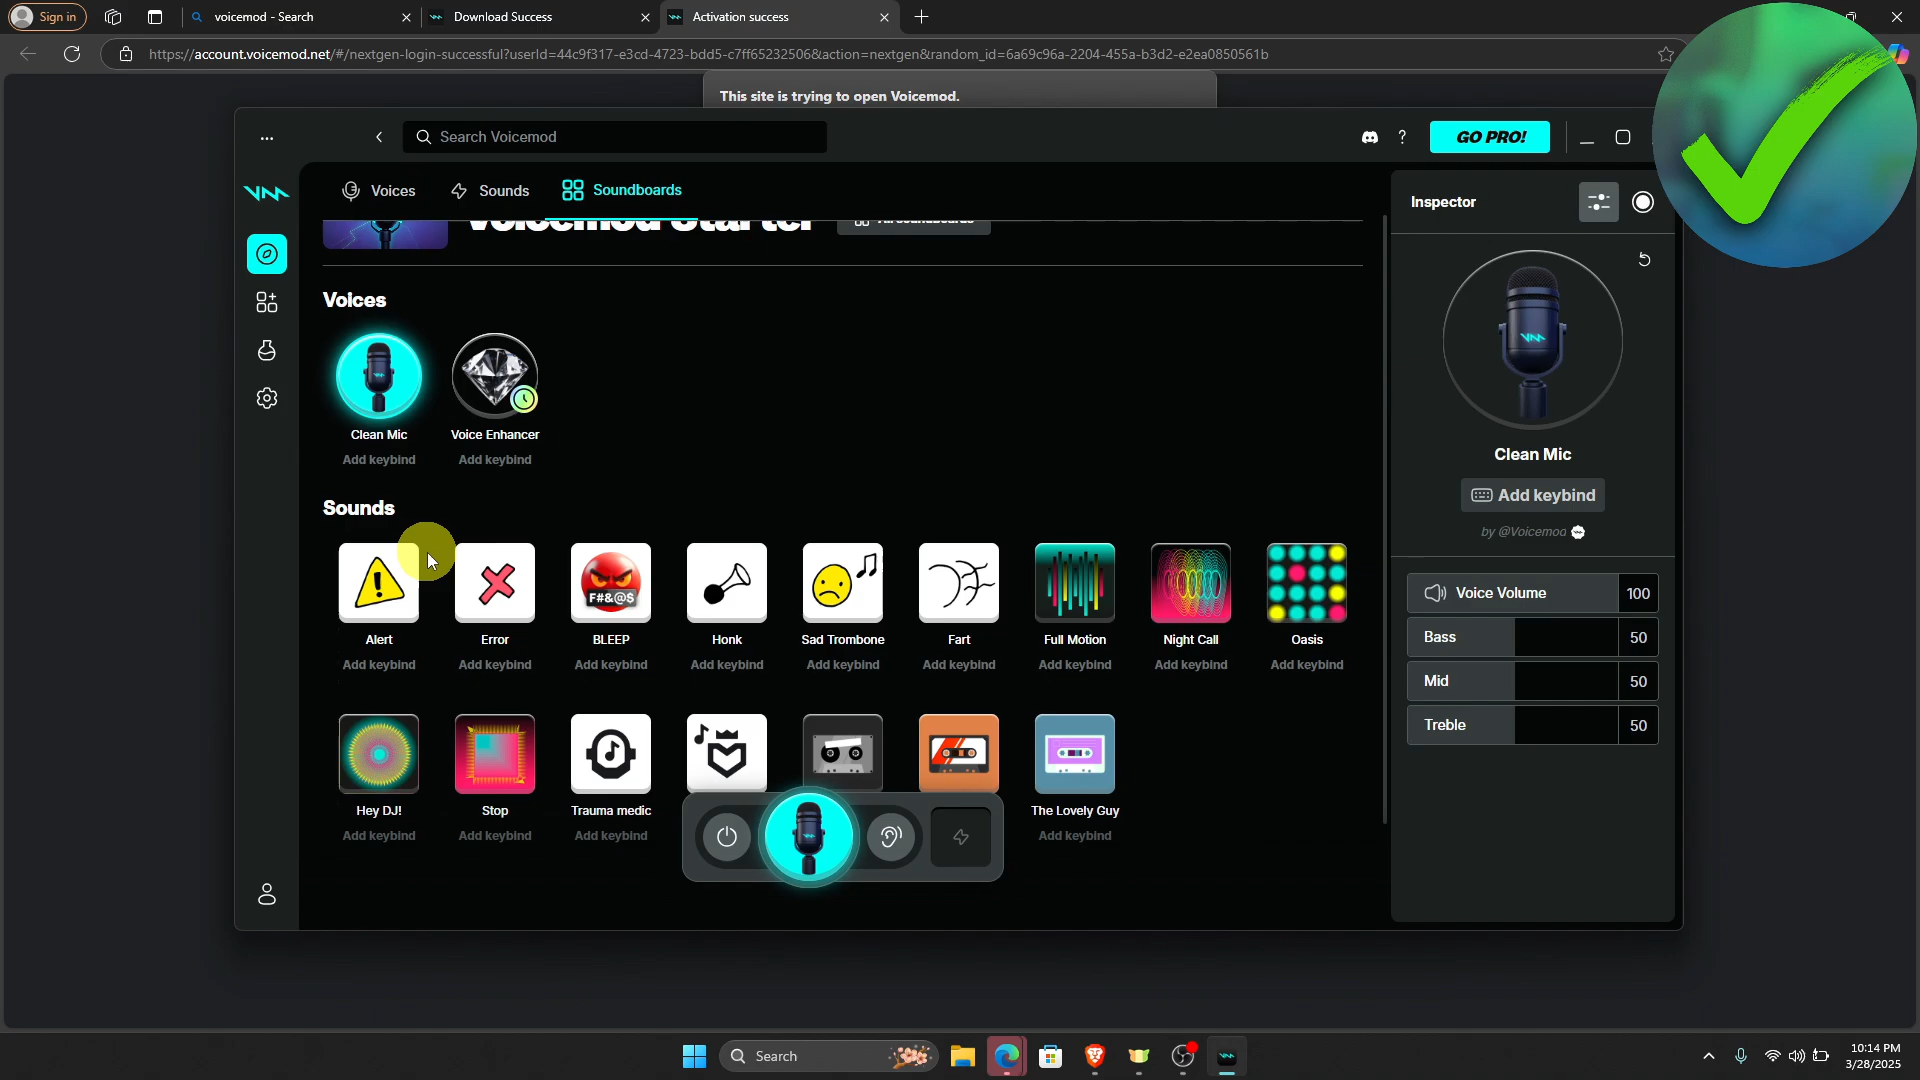 Sign in
voicemod - Search
Download Success
Activation success
https://account.voicemod.net/#/nextgen-login-successful?userId=44c9f317-e3cd-4723-bdd5-c7ff65232506&action=nextgen&random_id=6a69c96a-2204-455a-b3d2-e2ea0850561b
This site is trying to open Voicemod.
Search Voicemod
GO PRO!
Voices
Sounds
Soundboards
Inspector
Voicemod Starter
All soundboards
Voices
Clean Mic
Voice Enhancer
Add keybind
Add keybind
Clean Mic
Add keybind
by @Voicemod
Sounds
F#&@$
Alert
Error
BLEEP
Honk
Sad Trombone
Fart
Full Motion
Night Call
Oasis
Add keybind
Add keybind
Add keybind
Add keybind
Add keybind
Add keybind
Add keybind
Add keybind
Add keybind
Voice Volume
100
Bass
50
Mid
50
Treble
50
Hey DJ!
Stop
Trauma medic
The Lovely Guy
Add keybind
Add keybind
Add keybind
Add keybind
Search
10:14 PM
3/28/2025